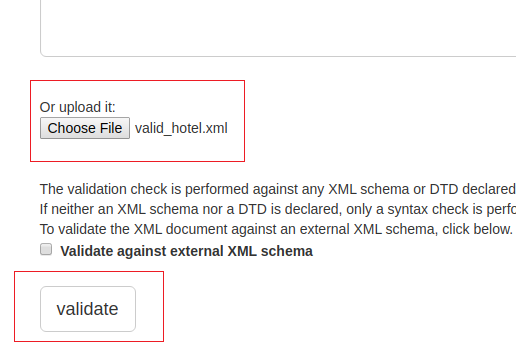 Or upload it:
Choose File valid_hotel.xml
The validation check is performed against any XML schema or DTD declared
If neither an XML schema nor a DTD is declared, only a syntax check is perfo
To validate the XML document against an external XML schema, click below.
Validate against external XML schema
validate